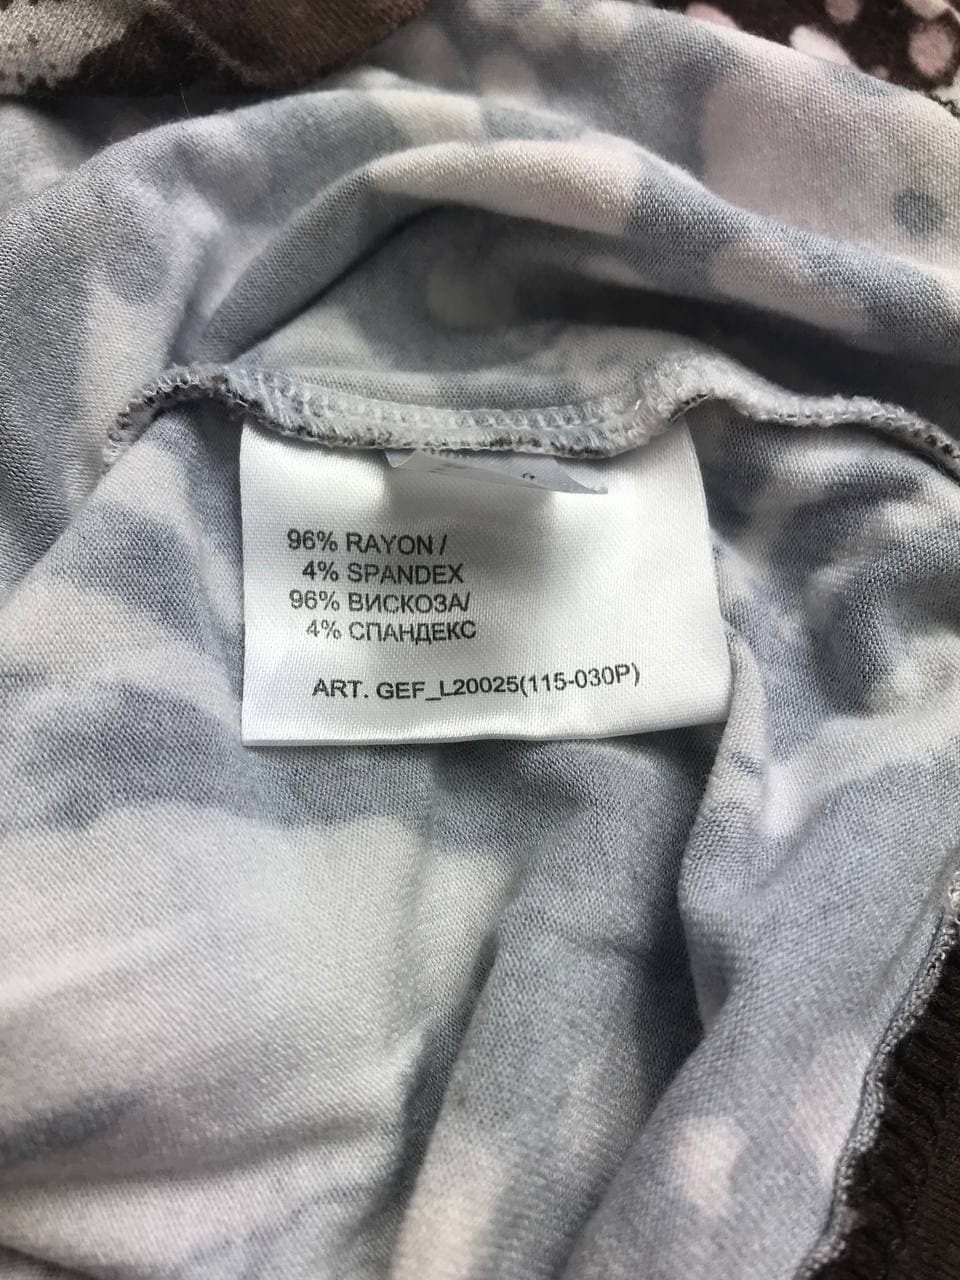 96% RAYON /
4% SPANDEX
96% ВИСКОЗА/
4% СПАНДЕКС
ART. GEF_L20025(115-030P)